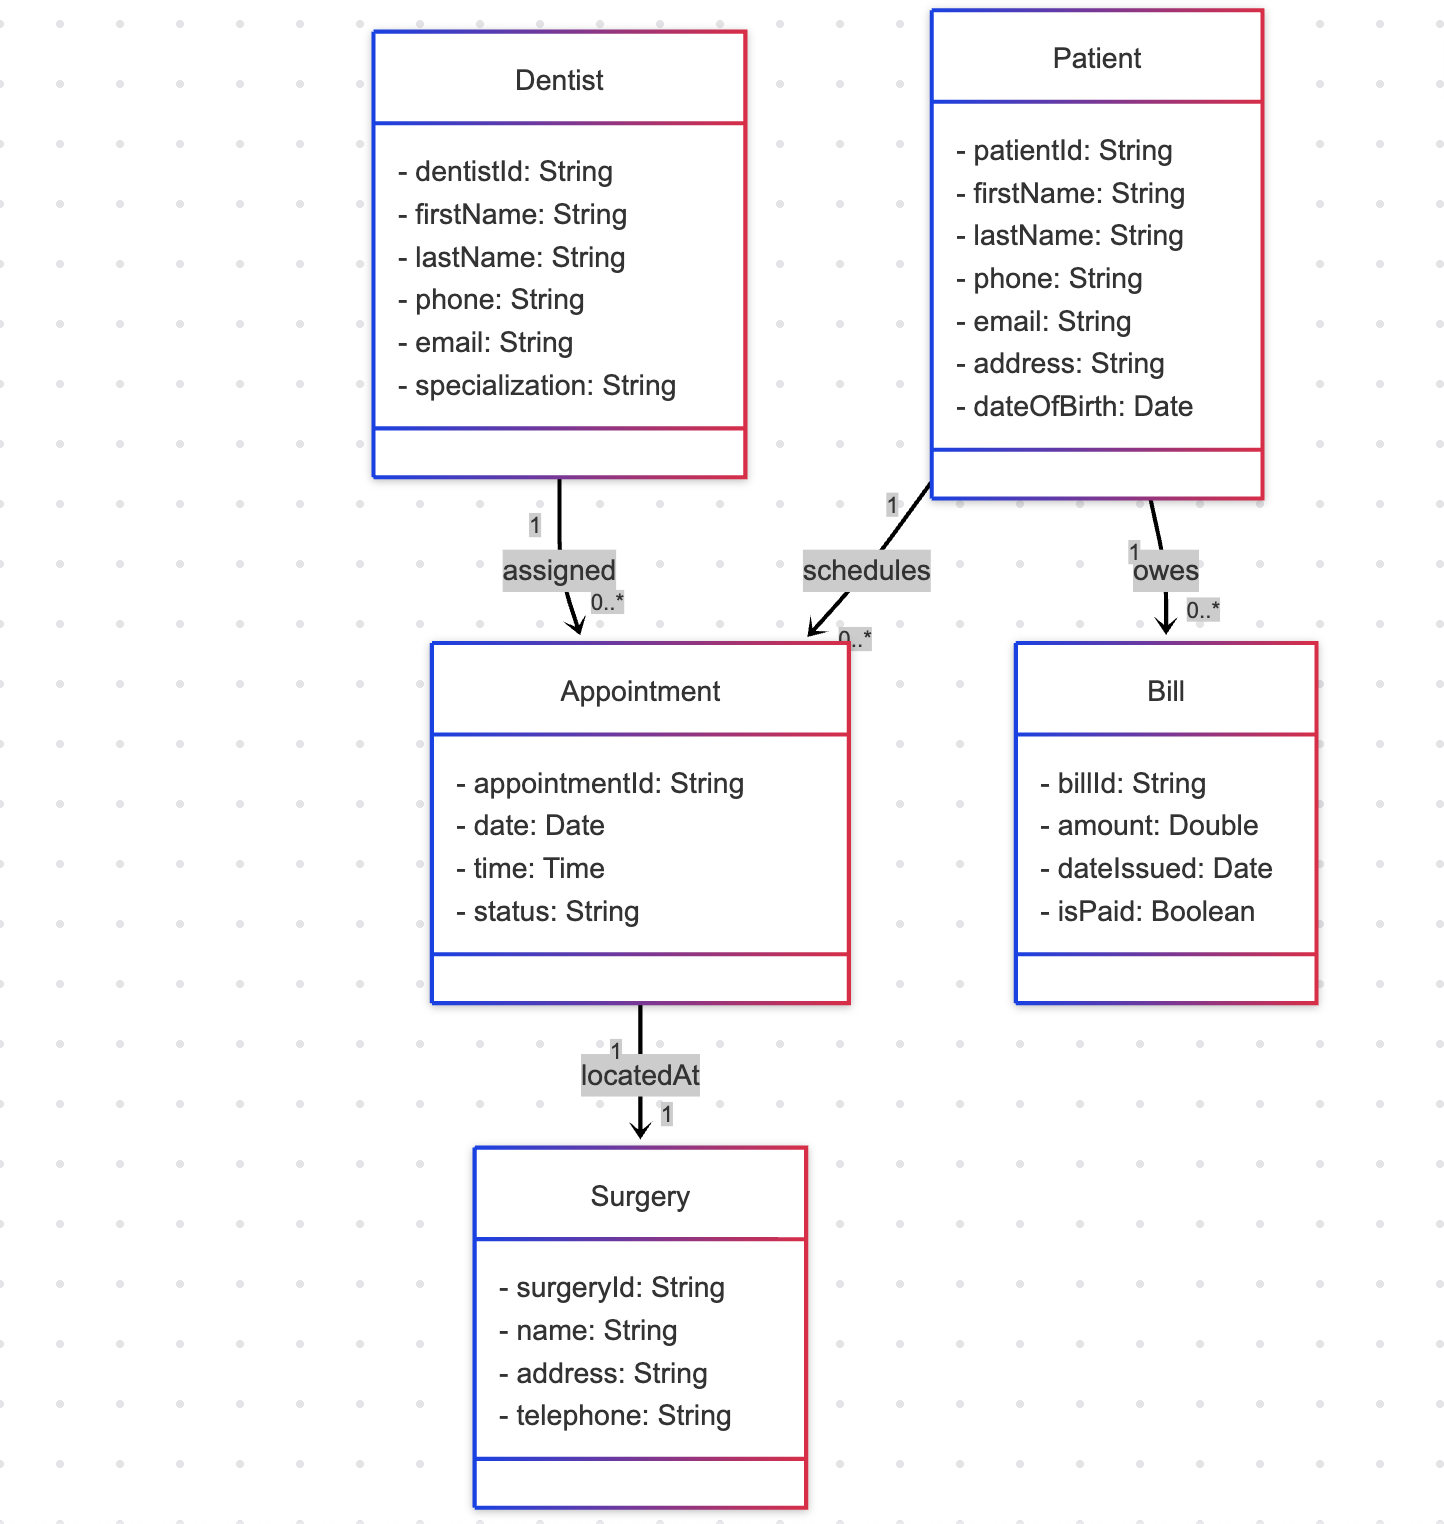 Dentist
- dentistId: String
- firstName: String
- lastName: String
- phone: String
- email: String
- specialization: String
Patient
- patientId: String
- firstName: String
- lastName: String
- phone: String
- email: String
- address: String
- dateOfBirth: Date
1
assigned
0..*
1
schedules
0..*
1
owes
0..*
Appointment
- appointmentId: String
- date: Date
- time: Time
- status: String
Bill
- billId: String
- amount: Double
- dateIssued: Date
- isPaid: Boolean
1
locatedAt
1
Surgery
- surgeryId: String
- name: String
- address: String
- telephone: String